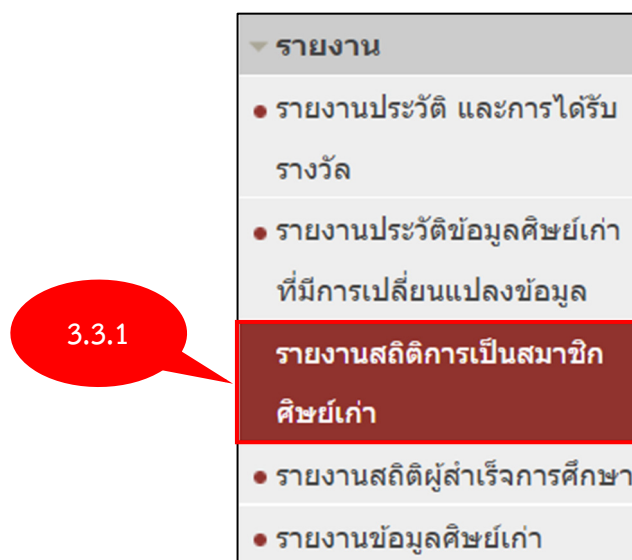 รายงาน
รายงานประวัติ และการได้รับ
รางวัล
รายงานประวัติข้อมูลศิษย์เก่า
ที่มีการเปลี่ยนแปลงข้อมูล
3.3.1
รายงานสถิติการเป็นสมาชิก
ศิษย์เก่า
รายงานสถิติผู้สำเร็จการศึกษา
รายงานข้อมูลศิษย์เก่า